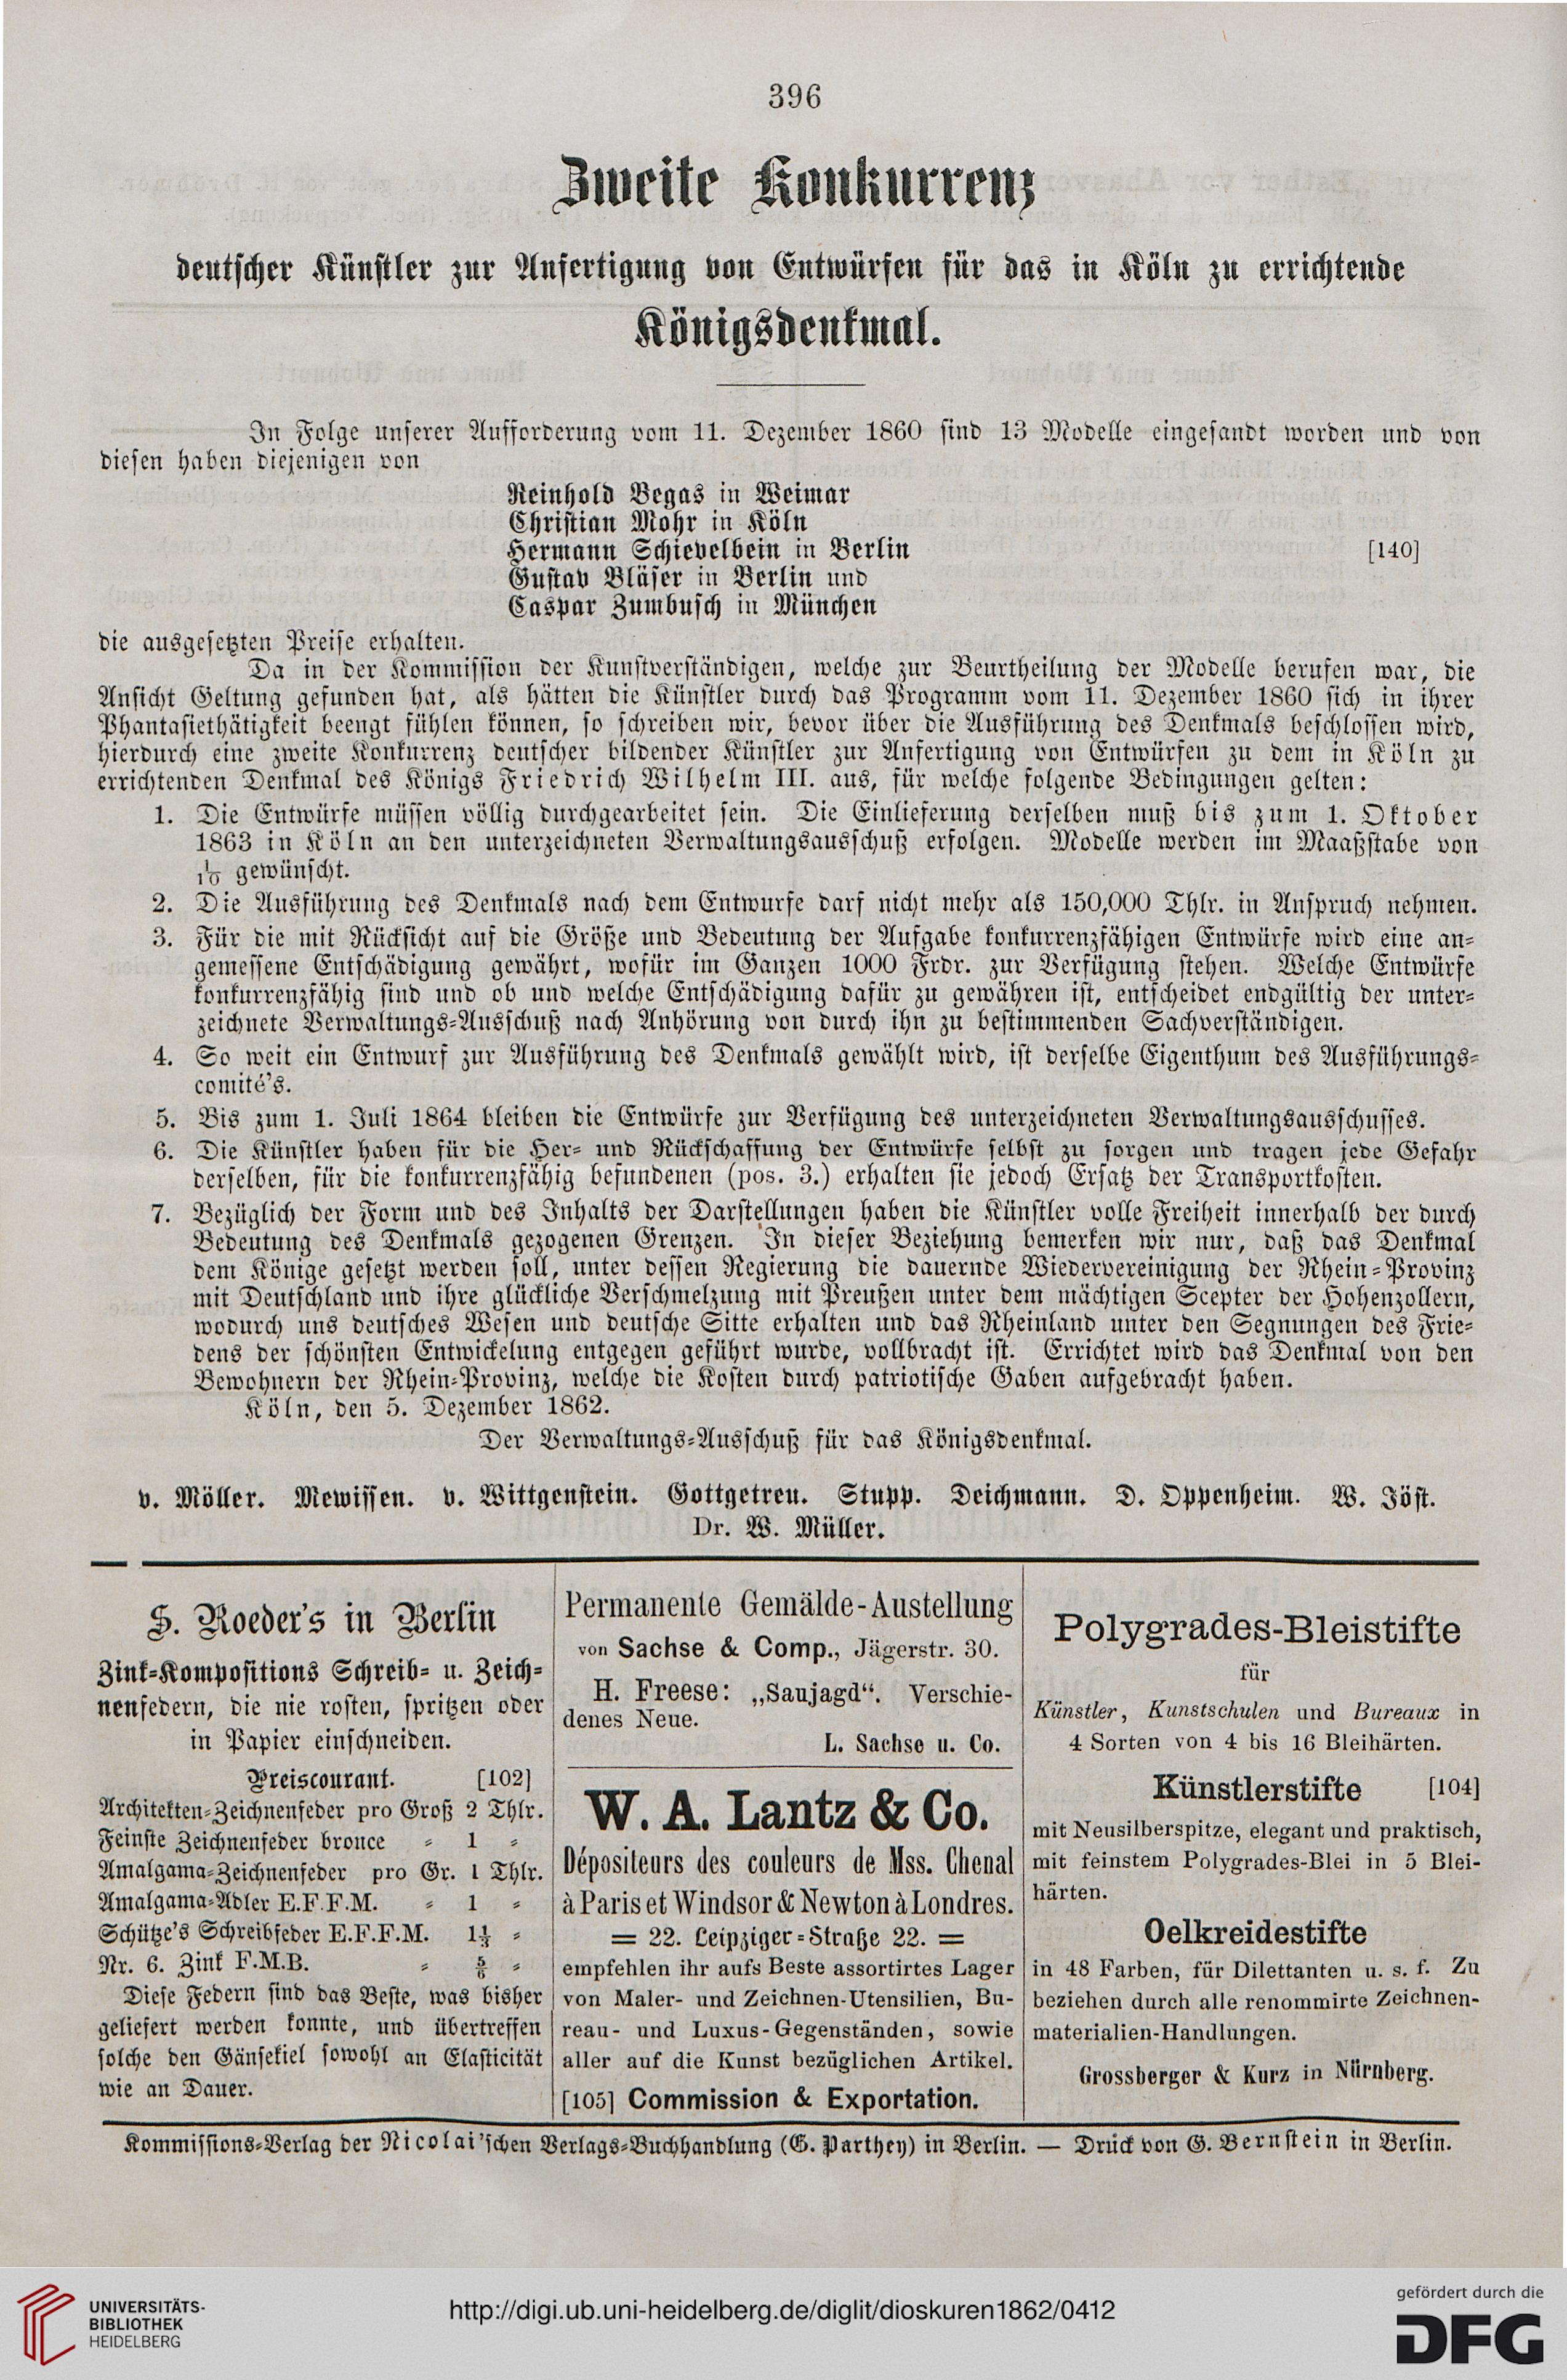 396
Zweite Konkurrenz
deutscher Künstler zur Anfertigung von Entwürfen für das in Köln zu errichtende
Königsdenkmal.
In Folge unserer Aufforderung vom 11. Dezember 1860 sind 13 Modelle eingesandt worden und von
diesen haben diejenigen von
Reinhold Begas in Weimar
Christian Mohr in Köln
Hermann Schievelbein in Berlin [140]
Gustav Bläser in Berlin und
Caspar Zumbusch in München
die ausgesetzten Preise erhalten.
Da in der Kommission der Kunstverständigen, welche zur Beurtheilung der Modelle berufen war, die
Ansicht Geltung gefunden hat, als hätten die Künstler durch das Programm vom 11. Dezember 1860 sich in ihrer
Phantasiethätigkeit beengt fühlen können, so schreiben wir, bevor über die Ausführung des Denkmals beschlossen wird,
hierdurch eine zweite Konkurrenz deutscher bildender Künstler zur Anfertigung von Entwürfen zu dem in Köln zu
errichtenden Denkmal des Königs Friedrich Wilhelm III. aus, für welche folgende Bedingungen gelten:
1. Die Entwürfe müssen völlig durchgearbeitet sein. Die Einlieferung derselben muß bis zum 1. Oktober
1863 in Köln an den unterzeichneten Verwaltungsausschuß erfolgen. Modelle werden im Maaßstabe von
1/10 gewünscht.
2. Die Ausführung des Denkmals nach dem Entwurfe darf nicht mehr als 150,000 Thlr. in Anspruch nehmen.
3. Für die mit Rücksicht auf die Größe und Bedeutung der Aufgabe konkurrenzfähigen Entwürfe wird eine an-
gemessene Entschädigung gewährt, wofür im Ganzen 1000 Frdr. zur Verfügung stehen. Welche Entwürfe
konkurrenzfähig sind und ob und welche Entschädigung dafür zu gewähren ist, entscheidet endgültig der unter-
zeichnete Verwaltungs-Ausschuß nach Anhörung von durch ihn zu bestimmenden Sachverständigen.
4. So weit ein Entwurf zur Ausführung des Denkmals gewählt wird, ist derselbe Eigenthum des Ausführungs-
comité's.
5. Bis zum 1. Juli 1864 bleiben die Entwürfe zur Verfügung des unterzeichneten Verwaltungsausschusses.
6. Die Künstler haben für die Her- und Rückschaffung der Entwürfe selbst zu sorgen und tragen jede Gefahr
derselben, für die konkurrenzfähig befundenen (pos. 3.) erhalten sie jedoch Ersatz der Transportkosten.
7. Bezüglich der Form und des Inhalts der Darstellungen haben die Künstler volle Freiheit innerhalb der durch
Bedeutung des Denkmals gezogenen Grenzen. In dieser Beziehung bemerken wir nur, daß das Denkmal
dem Könige gesetzt werden soll, unter dessen Regierung die dauernde Wiedervereinigung der Rhein-Provinz
mit Deutschland und ihre glückliche Verschmelzung mit Preußen unter dem mächtigen Scepter der Hohenzollern,
wodurch uns deutsches Wesen und deutsche Sitte erhalten und das Rheinland unter den Segnungen des Frie-
dens der schönsten Entwickelung entgegen geführt wurde, vollbracht ist. Errichtet wird das Denkmal von den
Bewohnern der Rhein-Provinz, welche die Kosten durch patriotische Gaben aufgebracht haben.
Köln, den 5. Dezember 1862.
Der Verwaltungs-Ausschuß für das Königsdenkmal.
v. Möller. Mewissen. v. Wittgenstein. Gottgetreu. Stupp. Deichmann. D. Oppenheim. W. Jöst.
Dr. W. Müller.
S. Roeder's in Berlin
Zink-Kompositions Schreib- u. Zeich-
nenfedern, die nie rosten, spritzen oder
in Papier einschneiden.
Preiscourant. [102]
Architekten-Zeichnenfeder pro Groß 2 Thlr.
Feinste Zeichnenfeder bronce - 1 -
Amalgama-Zeichnenfeder pro Gr. 1 Thlr.
Amalgama-Adler E.F.F.M. - 1 -
Schütze's Schreibfeder E.F.F.M. 1 1/3 -
Nr. 6. Zink F.M.B. - 5/6 -
Diese Federn sind das Beste, was bisher
geliefert werden konnte, und übertreffen
solche den Gänsekiel sowohl an Elasticität
wie an Dauer.
Permanente Gemälde-Austellung
von Sachse & Comp., Jägerstr. 30.
H. Freese: „Saujagd“. Verschie-
denes Neue.
L. Sachse u. Co.
W. A. Lantz & Co.
Dépositeurs des couleurs de Mss. Chenal
à Paris et Windsor & Newton à Londres.
= 22. Leipziger-Straße 22. =
empfehlen ihr aufs Beste assortirtes Lager
von Maler- und Zeichnen-Utensilien, Bu-
reau- und Luxus-Gegenständen, sowie
aller auf die Kunst bezüglichen Artikel.
[105] Commission & Exportation.
Polygrades-Bleistifte
für
Künstler, Kunstschulen und Bureaux in
4 Sorten von 4 bis 16 Bleihärten.
Künstlerstifte [104]
mit Neusilberspitze, elegant und praktisch,
mit feinstem Polygrades-Blei in 5 Blei-
härten.
Oelkreidestifte
in 48 Farben, für Dilettanten u. s. f. Zu
beziehen durch alle renommirte Zeichnen-
materialien-Handlungen.
Grossberger & Kurz in Nürnberg.
Kommissions-Verlag der Nicolai'schen Verlags-Buchhandlung (G. Parthey) in Berlin. — Druck von G. Bernstein in Berlin.
UNIVERSITÄTS-
BIBLIOTHEK
HEIDELBERG
http://digi.ub.uni-heidelberg.de/diglit/dioskuren1862/0412
gefördert durch die
DFG